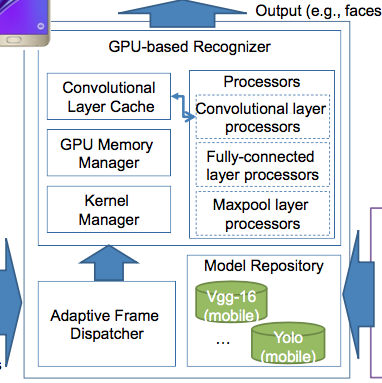 Output (e.g., faces
GPU-based Recognizer
Convolutional
Layer Cache
GPU Memory
Manager
Kernel
Manager
Processors
Convolutional layer
processors
Fully-connected
layer processors
Maxpool layer
processors
Adaptive Frame
Dispatcher
Model Repository
Vgg-16
(mobile)
...
Yolo
(mobile)
s